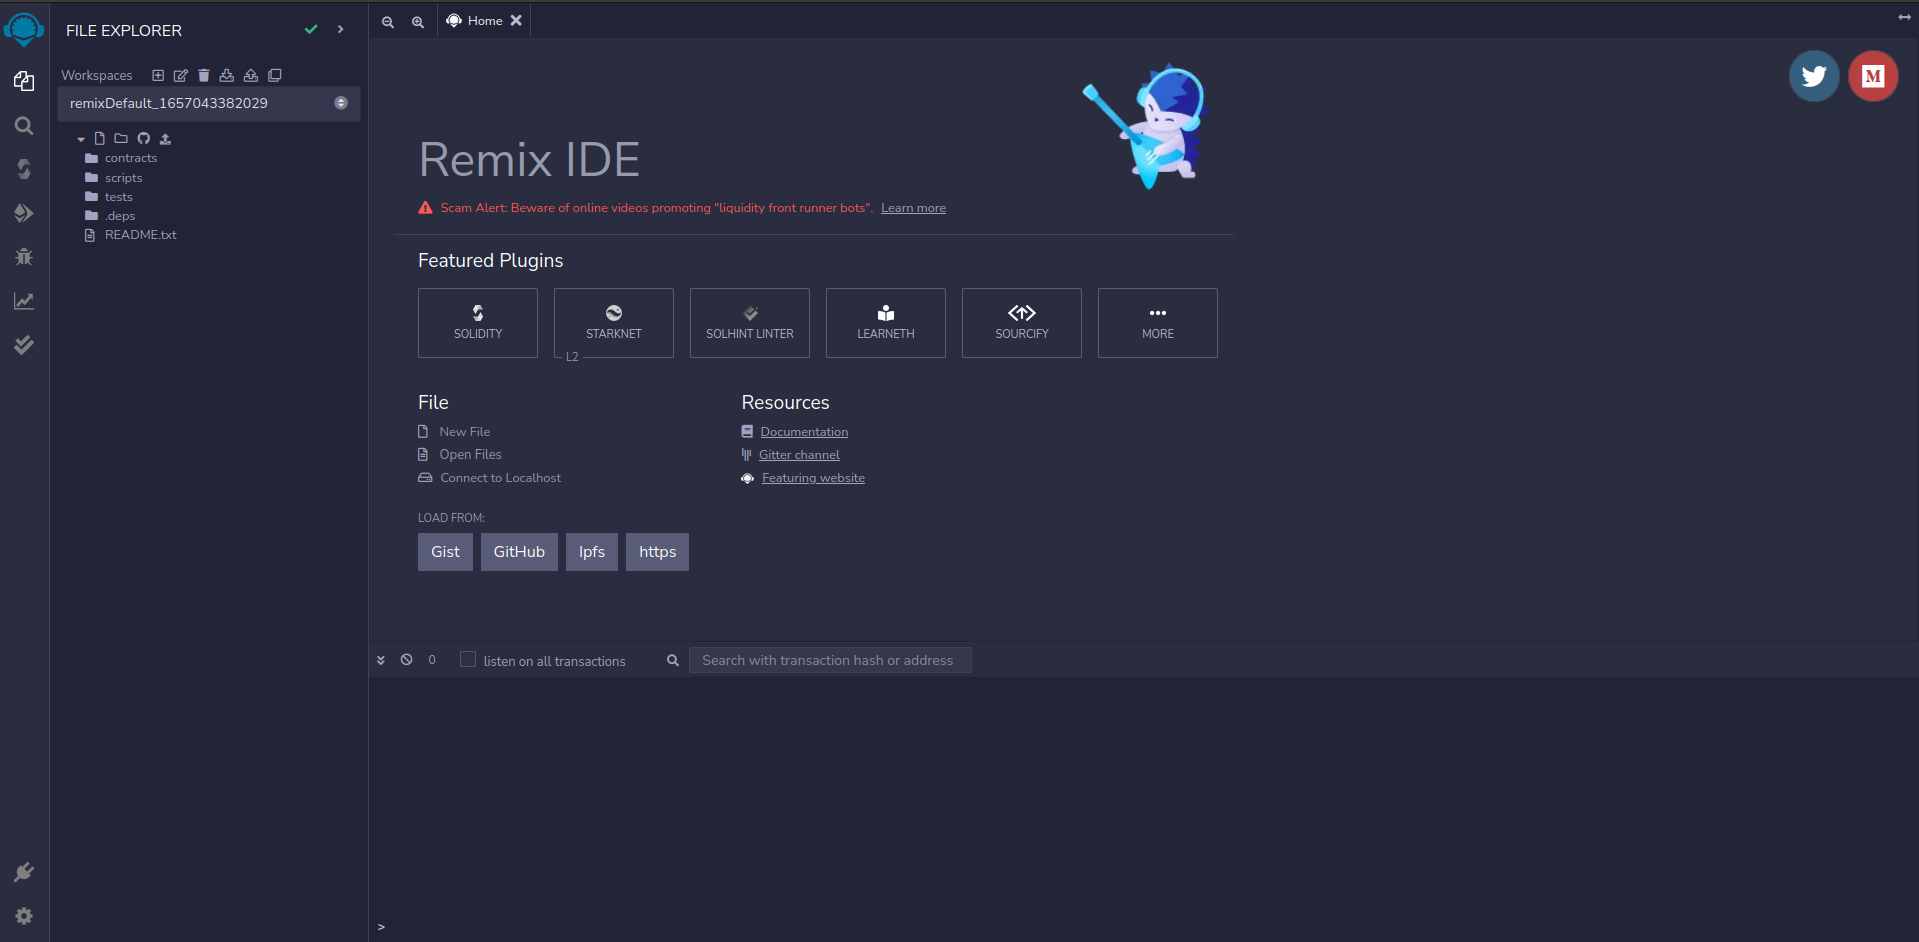 FILE EXPLORER
Workspaces
remixDefault_1657043382029
contracts
scripts
tests
.deps
README.txt
Home
Remix IDE
Scam Alert: Beware of online videos promoting "liquidity front runner bots". Learn more
Featured Plugins
SOLIDITY
STARKNET
L2
SOLHINT LINTER
LEARNETH
SOURCIFY
MORE
File
New File
Open Files
Connect to Localhost
Resources
Documentation
Gitter channel
Featuring website
LOAD FROM:
Gist GitHub Ipfs https
M
0 listen on all transactions Search with transaction hash or address
>